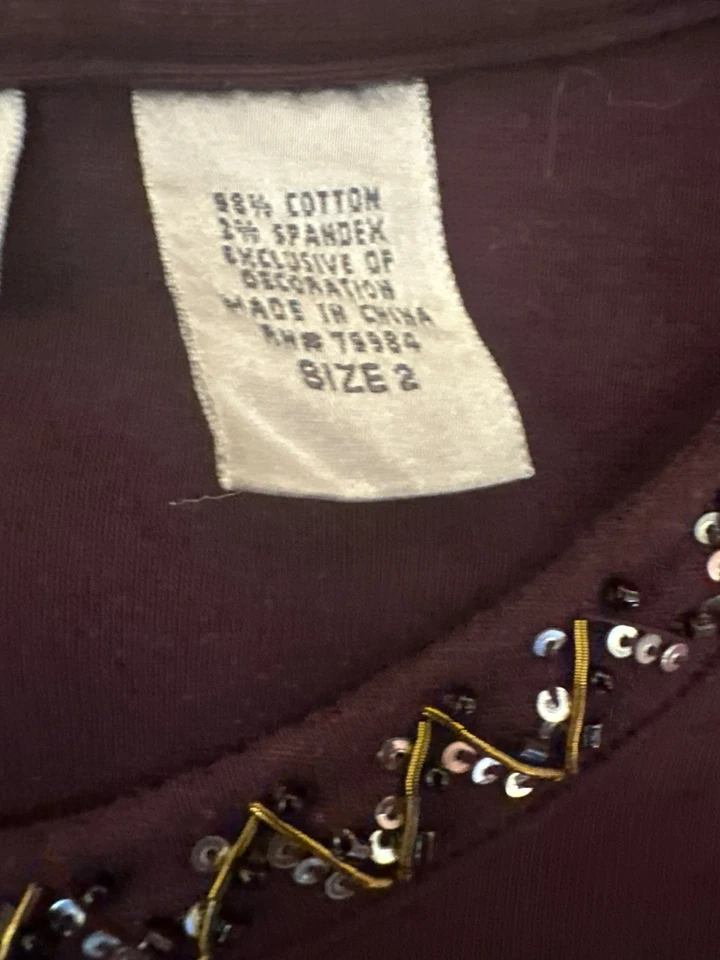 98% COTTON
2% SPANDEX
EXCLUSIVE OF
DECORATION
MADE IN CHINA
RN# 79984
SIZE 2